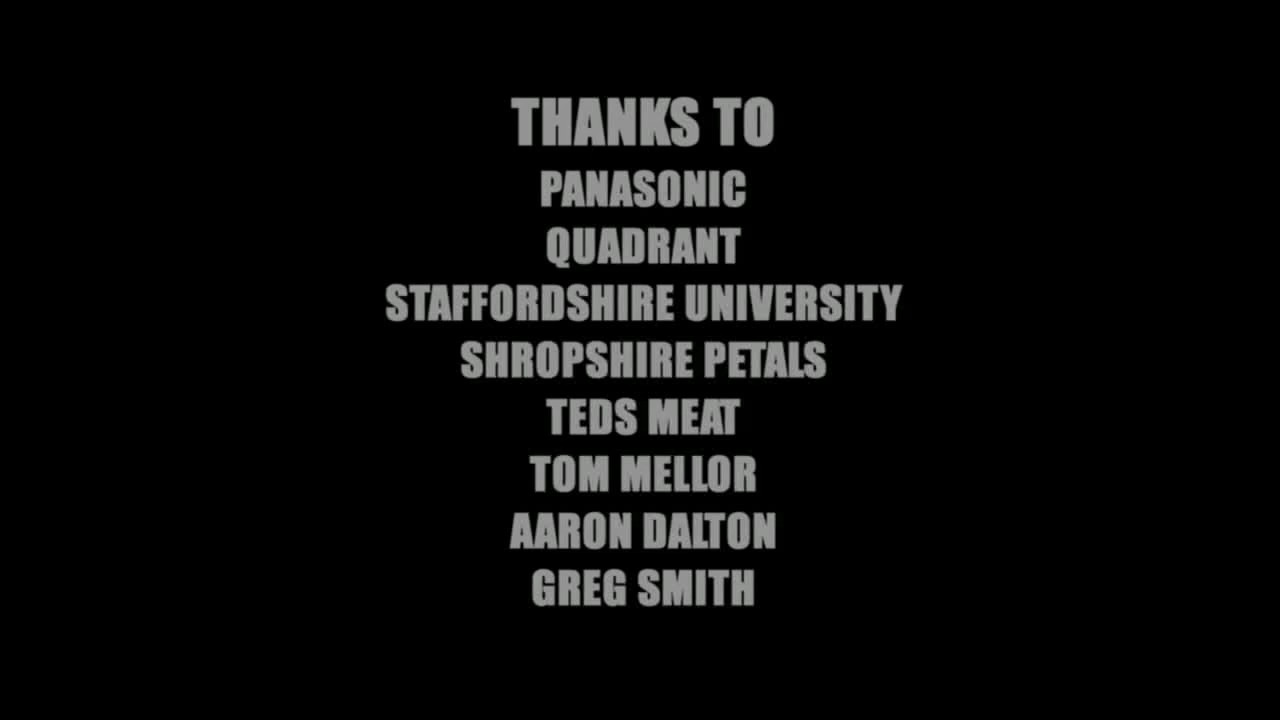 THANKS TO
PANASONIC
QUADRANT
STAFFORDSHIRE UNIVERSITY
SHROPSHIRE PETALS
TEDS MEAT
TOM MELLOR
AARON DALTON
GREG SMITH